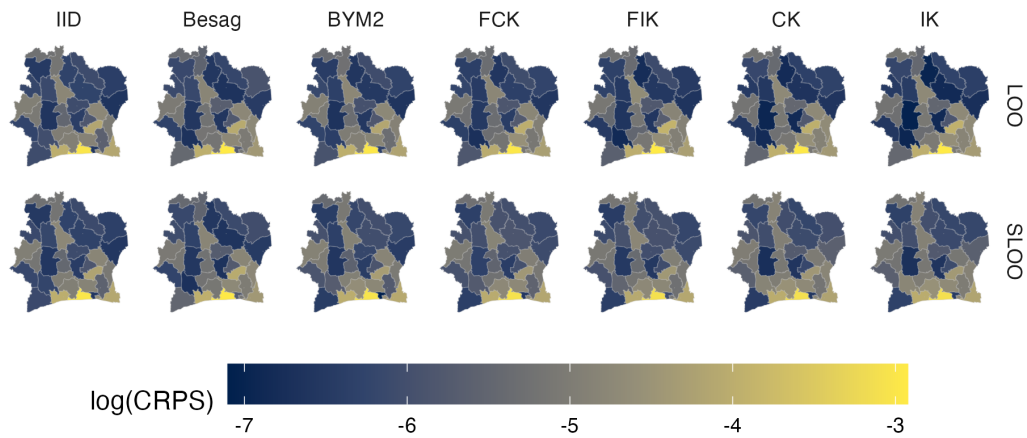 IID Besag BYM2 FCK FIK CK IK
LOO
SLOO
log(CRPS)
-7 -6 -5 -4 -3